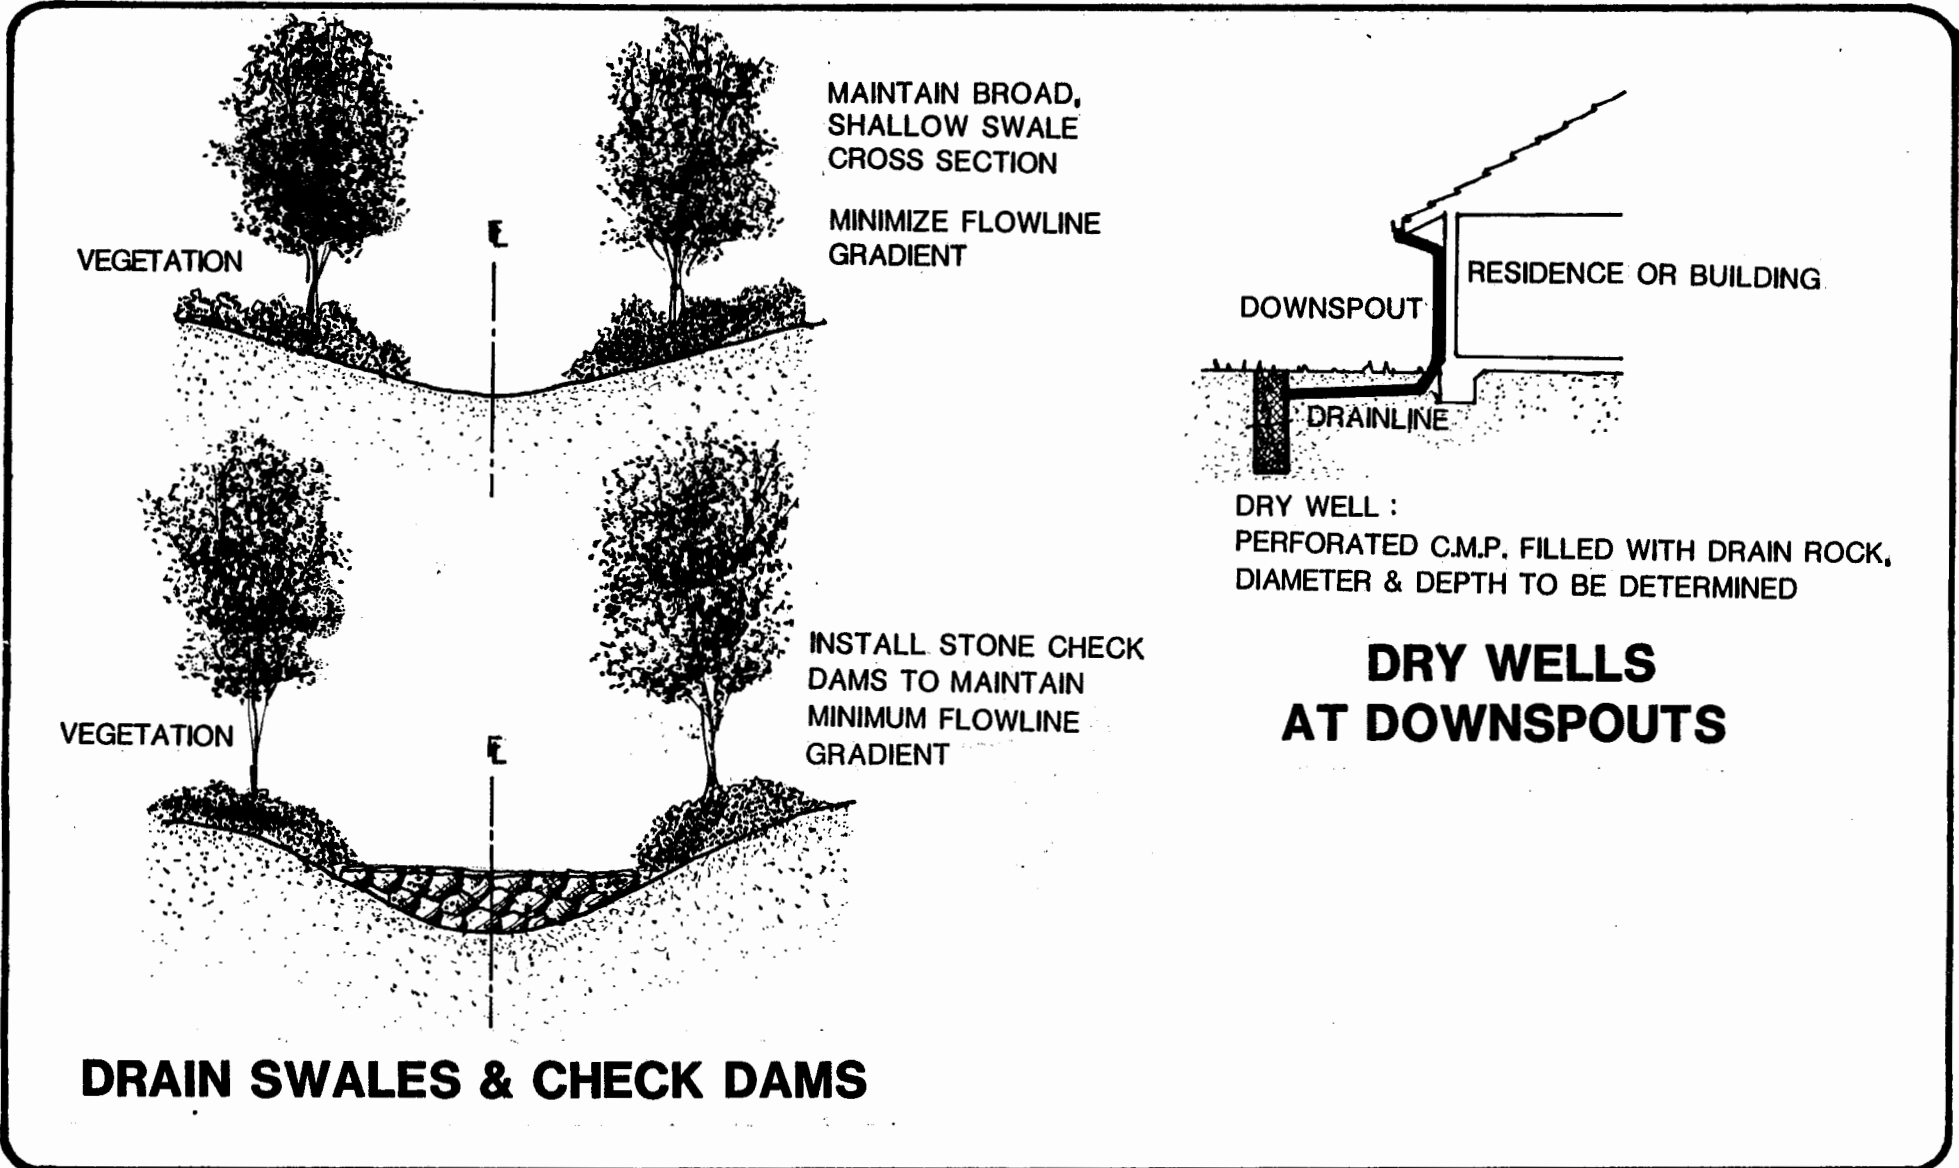 MAINTAIN BROAD,
SHALLOW SWALE
CROSS SECTION
MINIMIZE FLOWLINE
GRADIENT
℄
VEGETATION
INSTALL STONE CHECK
DAMS TO MAINTAIN
MINIMUM FLOWLINE
GRADIENT
VEGETATION
℄
DRAIN SWALES & CHECK DAMS
RESIDENCE OR BUILDING
DOWNSPOUT
DRAINLINE
DRY WELL :
PERFORATED C.M.P. FILLED WITH DRAIN ROCK,
DIAMETER & DEPTH TO BE DETERMINED
DRY WELLS
AT DOWNSPOUTS